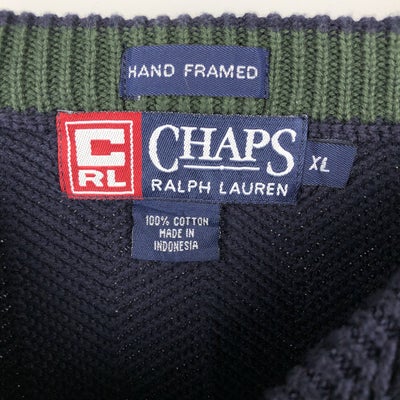 HAND FRAMED
C
RL
CHAPS
RALPH LAUREN
XL
100% COTTON
MADE IN
INDONESIA